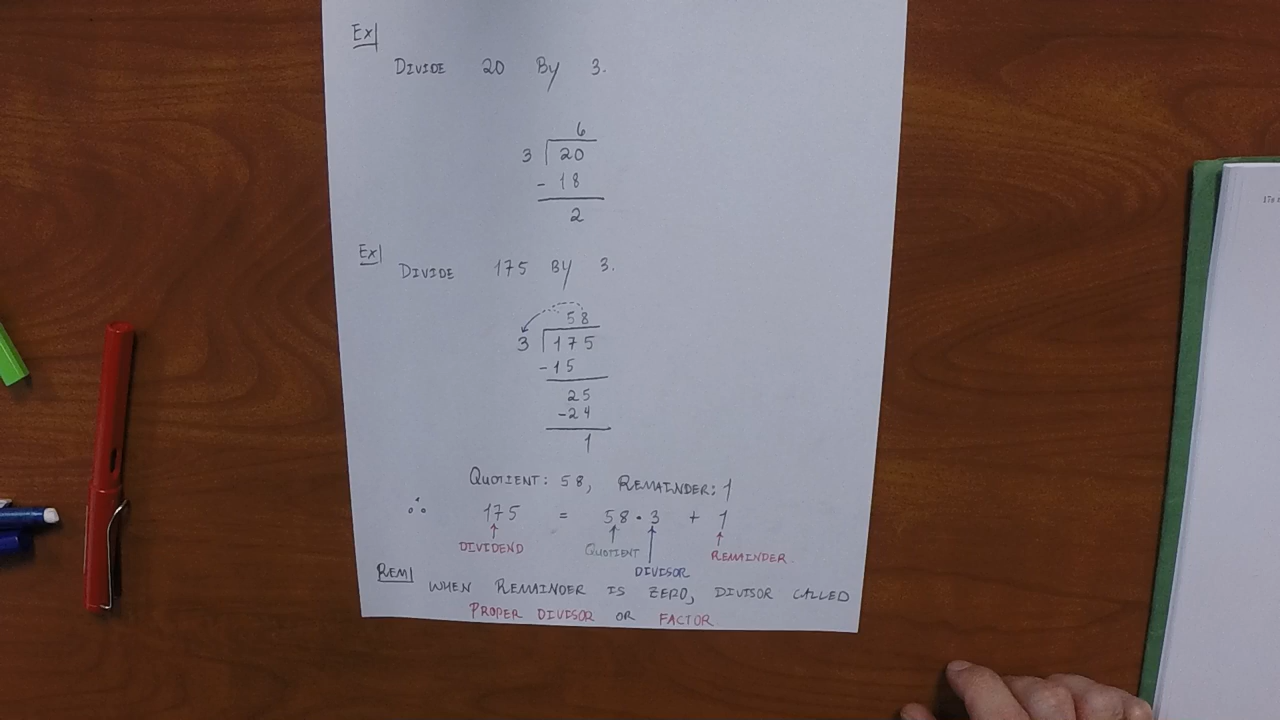 Ex
DIVIDE 20 BY 3.
6
3 20
- 18
2
Ex
DIVIDE 175 BY 3.
58
3 175
-15
25
-24
1
QUOTIENT: 58, REMAINDER: 1
∴ 175 = 58 · 3 + 1
DIVIDEND QUOTIENT REMAINDER.
DIVISOR
REM WHEN REMAINDER IS ZERO, DIVISOR CALLED
PROPER DIVISOR OR FACTOR